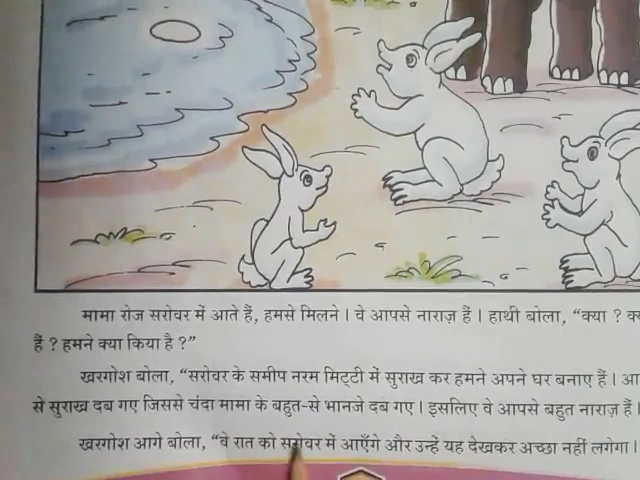 मामा रोज सरोवर में आते हैं, हमसे मिलने । वे आपसे नाराज़ हैं । हाथी बोला, “क्या ?
हैं ? हमने क्या किया है ?”
खरगोश बोला, “सरोवर के समीप नरम मिट्टी में सुराख कर हमने अपने घर बनाए हैं ।
से सुराख दब गए जिससे चंदा मामा के बहुत-से भानजे दब गए । इसलिए वे आपसे बहुत नाराज़ हैं ।
खरगोश आगे बोला, “वे रात को सरोवर में आएँगे और उन्हें यह देखकर अच्छा नहीं लगेगा ।